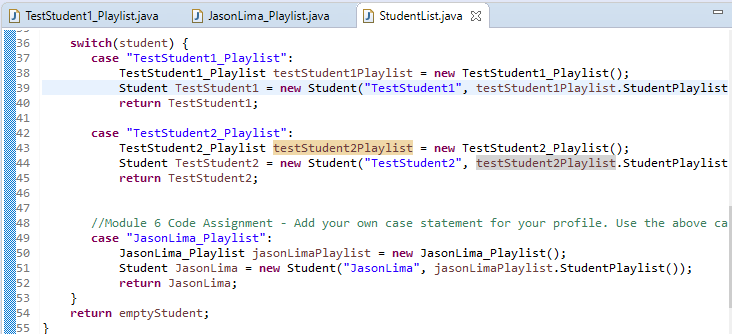 TestStudent1_Playlist.java JasonLima_Playlist.java StudentList.java
36 switch(student) {
37 case "TestStudent1_Playlist":
38 TestStudent1_Playlist testStudent1Playlist = new TestStudent1_Playlist();
39 Student TestStudent1 = new Student("TestStudent1", testStudent1Playlist.StudentPlaylist
40 return TestStudent1;
41
42 case "TestStudent2_Playlist":
43 TestStudent2_Playlist testStudent2Playlist = new TestStudent2_Playlist();
44 Student TestStudent2 = new Student("TestStudent2", testStudent2Playlist.StudentPlaylist
45 return TestStudent2;
46
47
48 //Module 6 Code Assignment - Add your own case statement for your profile. Use the above ca
49 case "JasonLima_Playlist":
50 JasonLima_Playlist jasonLimaPlaylist = new JasonLima_Playlist();
51 Student JasonLima = new Student("JasonLima", jasonLimaPlaylist.StudentPlaylist());
52 return JasonLima;
53 }
54 return emptyStudent;
55 }